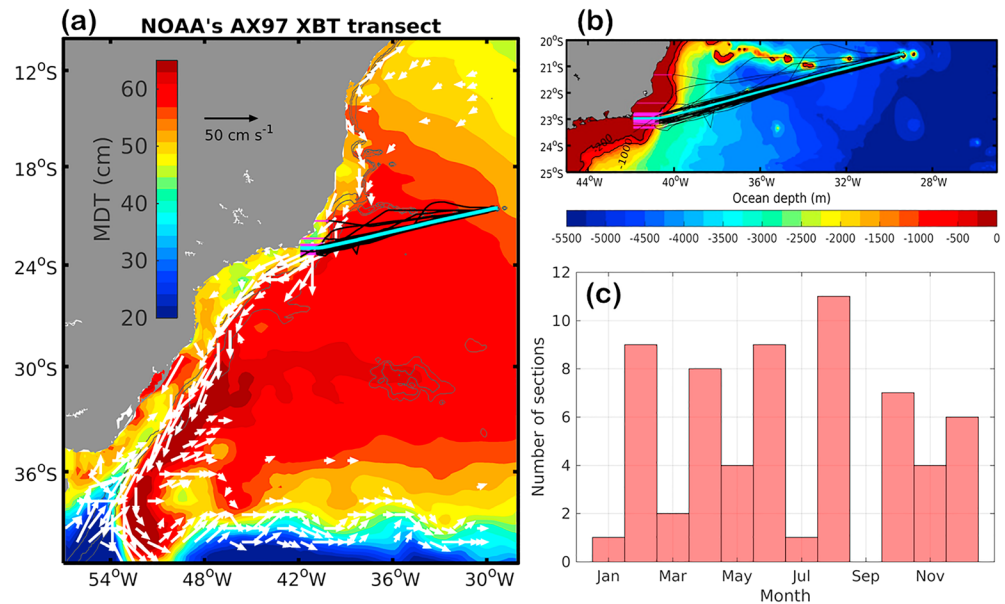 (a) NOAA's AX97 XBT transect
12°S
18°S
24°S
30°S
36°S
54°W 48°W 42°W 36°W 30°W
MDT (cm)
60
50
40
30
20
50 cm s⁻¹
(b)
20°S
21°S
22°S
23°S
24°S
25°S
-1000
44°W 40°W 36°W 32°W 28°W
Ocean depth (m)
-5500 -5000 -4500 -4000 -3500 -3000 -2500 -2000 -1500 -1000 -500
(c)
Number of sections
12
10
8
6
4
2
0
Jan Mar May Jul Sep Nov
Month